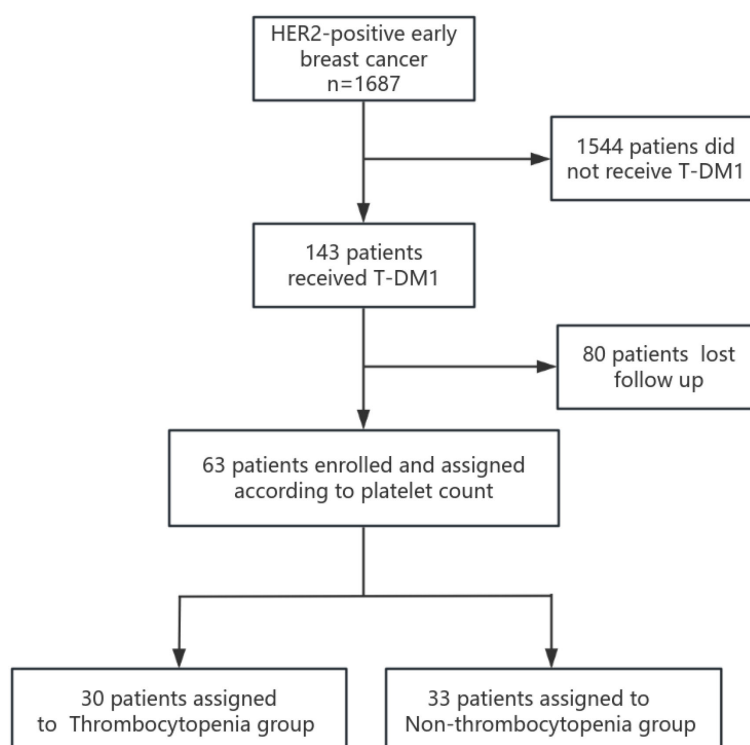 HER2-positive early
breast cancer
n=1687
1544 patiens did
not receive T-DM1
143 patients
received T-DM1
80 patients  lost
follow up
63 patients enrolled and assigned
according to platelet count
30 patients assigned
to  Thrombocytopenia group
33 patients assigned to
Non-thrombocytopenia group